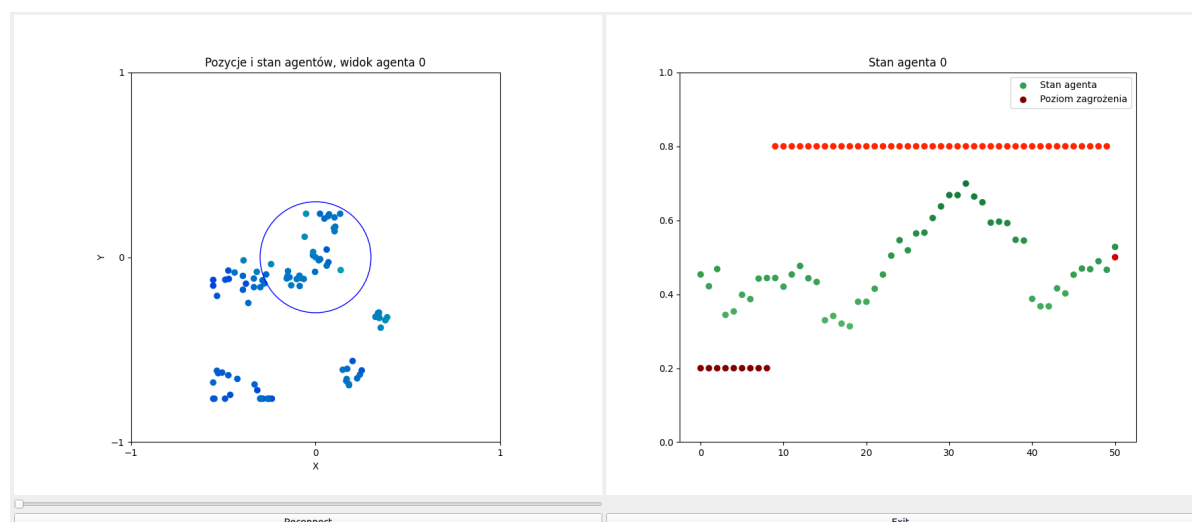 Pozycje i stan agentów, widok agenta 0
1
0
−1
Y
−1
0
1
X
Stan agenta 0
1.0
0.8
0.6
0.4
0.2
0.0
0
10
20
30
40
50
Stan agenta
Poziom zagrożenia
Reconnect
Exit